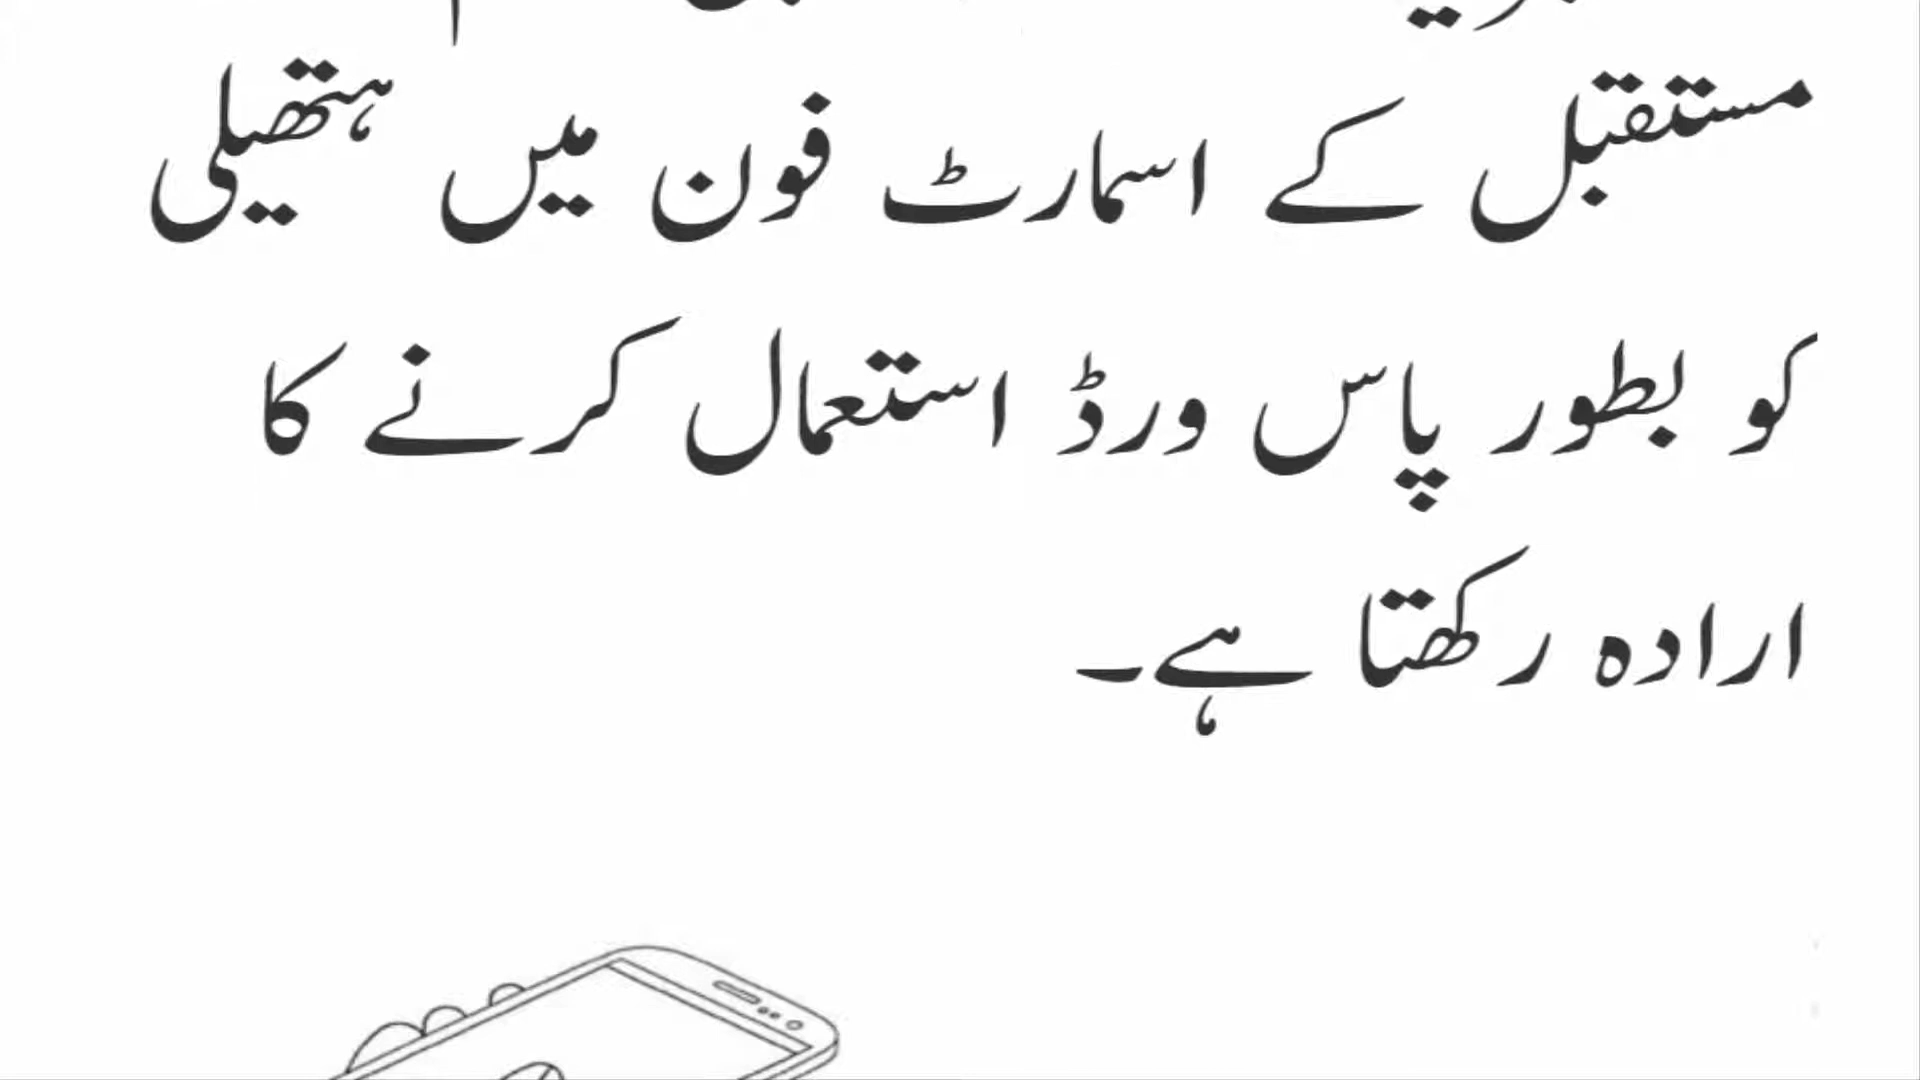 مستقبل کے اسمارٹ فون میں ہتھیلی
کو بطور پاس ورڈ استعمال کرنے کا
ارادہ رکھتا ہے۔